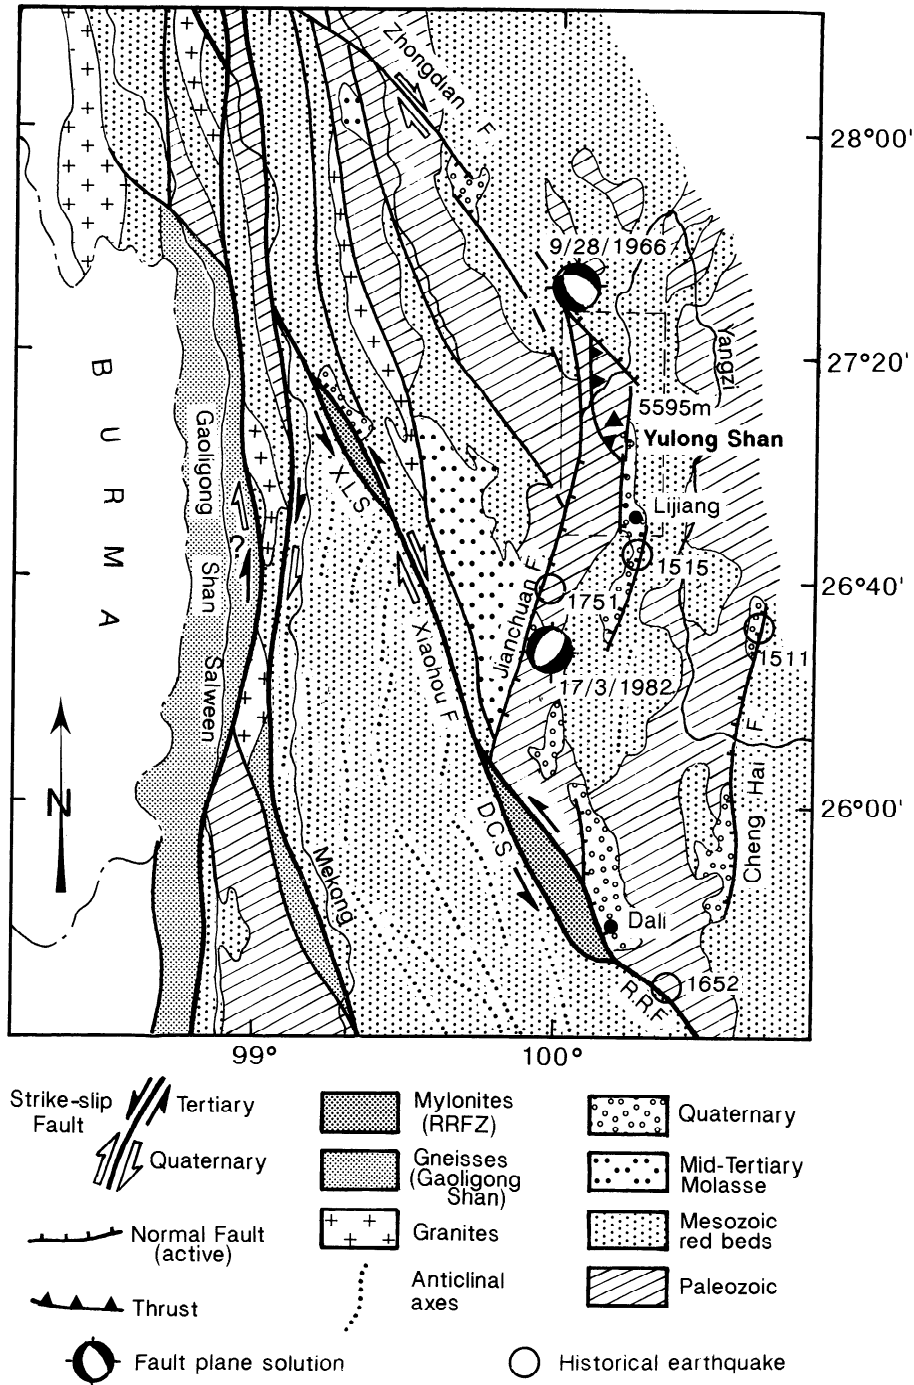 Zhongdian F
28°00'
9/28/1966
Yangzi
27°20'
5595m
Yulong Shan
BURMA
Gaoligong Shan
XLS
Lijiang
1515
?
26°40'
Jianchuan F
1751
Xiaohou F
1511
Salween
17/3/1982
N
Cheng Hai F
26°00'
DCS
Mekong
Dali
1652
R.R.F
99°
100°
Strike-slip
Fault
Tertiary
Quaternary
Normal Fault
(active)
Thrust
Fault plane solution
Mylonites
(RRFZ)
Gneisses
(Gaoligong
Shan)
Granites
Anticlinal
axes
Quaternary
Mid-Tertiary
Molasse
Mesozoic
red beds
Paleozoic
Historical earthquake